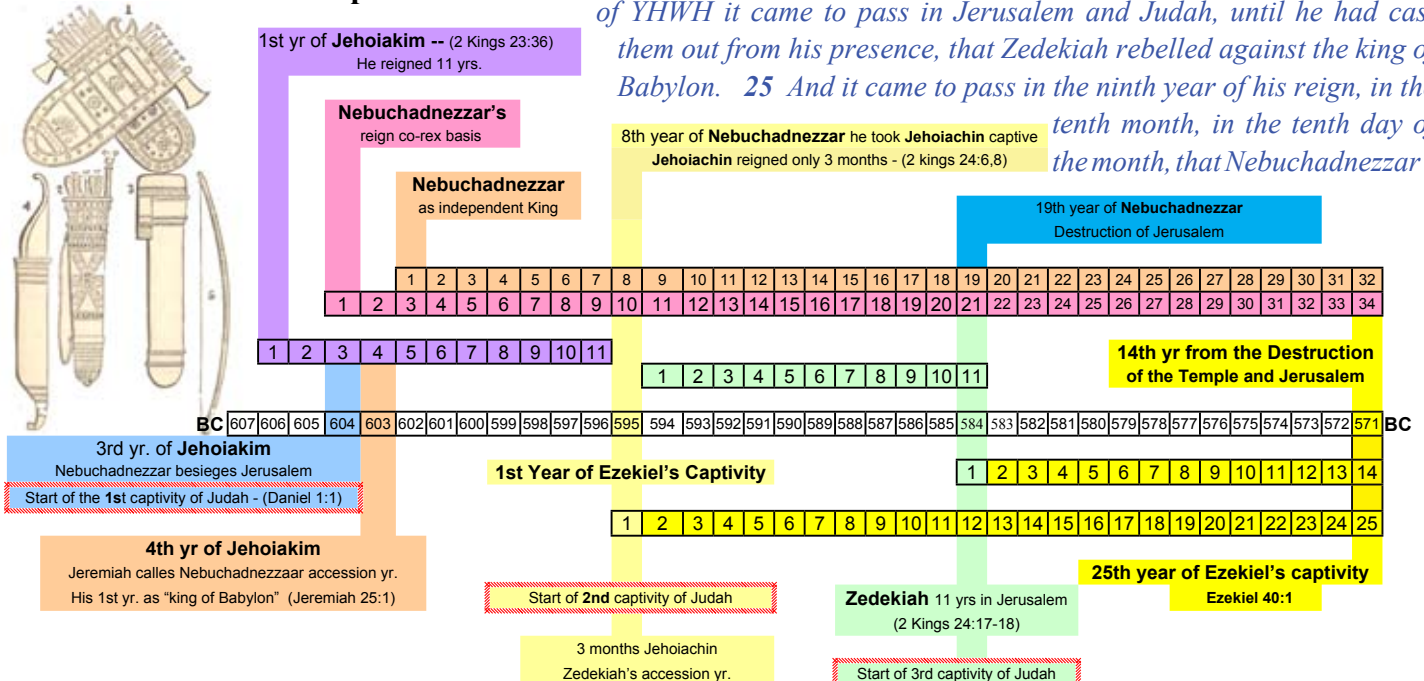 of YHWH it came to pass in Jerusalem and Judah, until he had cas
them out from his presence, that Zedekiah rebelled against the king o
Babylon. 25 And it came to pass in the ninth year of his reign, in the
tenth month, in the tenth day o
the month, that Nebuchadnezzar
1st yr of Jehoiakim -- (2 Kings 23:36)
He reigned 11 yrs.
Nebuchadnezzar's
reign co-rex basis
8th year of Nebuchadnezzar he took Jehoiachin captive
Jehoiachin reigned only 3 months - (2 kings 24:6,8)
Nebuchadnezzar
as independent King
19th year of Nebuchadnezzar
Destruction of Jerusalem
1 2 3 4 5 6 7 8 9 10 11 12 13 14 15 16 17 18 19 20 21 22 23 24 25 26 27 28 29 30 31 32
1 2 3 4 5 6 7 8 9 10 11 12 13 14 15 16 17 18 19 20 21 22 23 24 25 26 27 28 29 30 31 32 33 34
1 2 3 4 5 6 7 8 9 10 11
14th yr from the Destruction
of the Temple and Jerusalem
1 2 3 4 5 6 7 8 9 10 11
BC 607 606 605 604 603 602 601 600 599 598 597 596 595 594 593 592 591 590 589 588 587 586 585 584 583 582 581 580 579 578 577 576 575 574 573 572 571 BC
3rd yr. of Jehoiakim
Nebuchadnezzar besieges Jerusalem
Start of the 1st captivity of Judah - (Daniel 1:1)
1st Year of Ezekiel's Captivity
1 2 3 4 5 6 7 8 9 10 11 12 13 14
1 2 3 4 5 6 7 8 9 10 11 12 13 14 15 16 17 18 19 20 21 22 23 24 25
4th yr of Jehoiakim
Jeremiah calles Nebuchadnezzaar accession yr.
His 1st yr. as "king of Babylon" (Jeremiah 25:1)
25th year of Ezekiel's captivity
Ezekiel 40:1
Start of 2nd captivity of Judah
Zedekiah 11 yrs in Jerusalem
(2 Kings 24:17-18)
3 months Jehoiachin
Zedekiah's accession yr.
Start of 3rd captivity of Judah